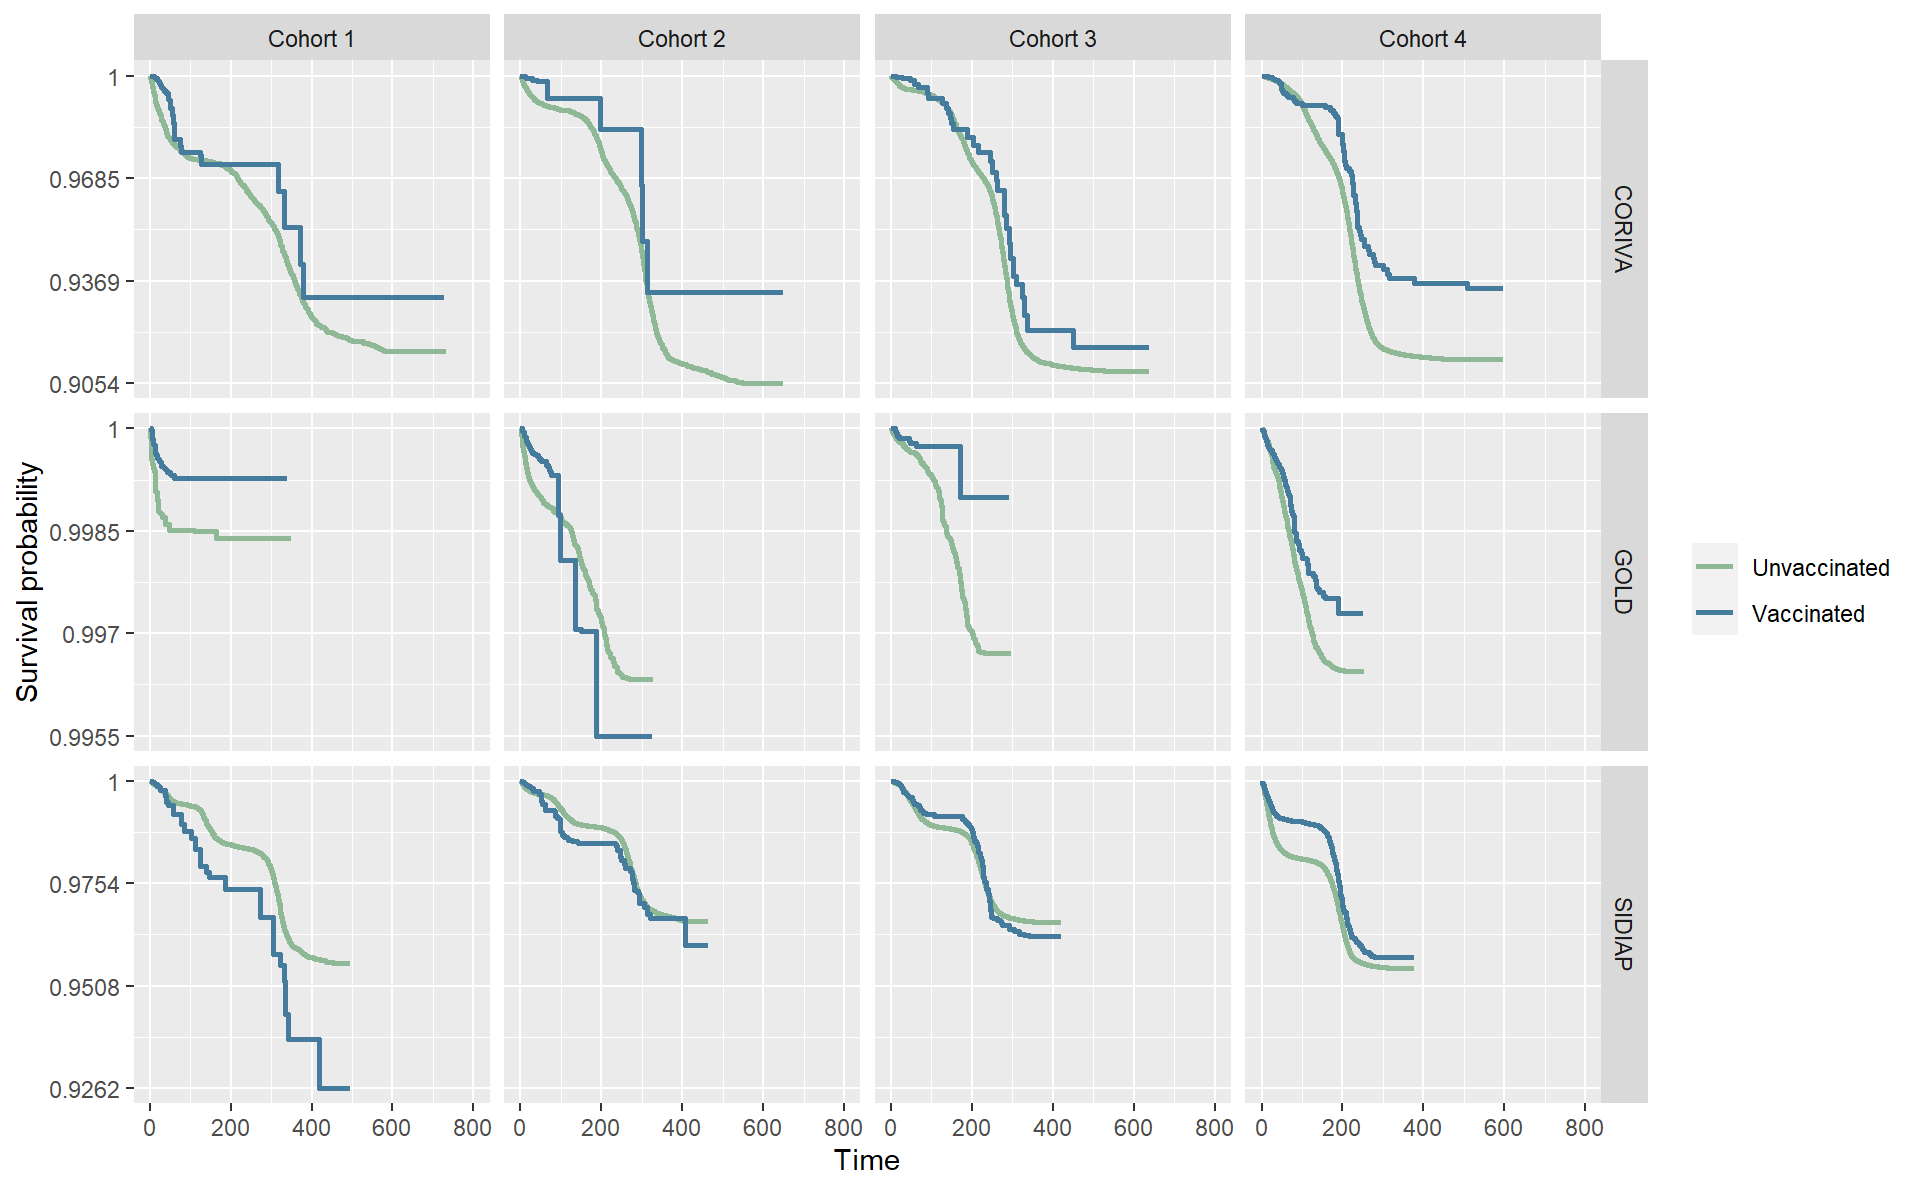 Cohort 1 Cohort 2 Cohort 3 Cohort 4
1
0.9685
0.9369
0.9054
CORIVA
1
0.9985
0.997
0.9955
GOLD
1
0.9754
0.9508
0.9262
SIDIAP
0 200 400 600 800 0 200 400 600 800 0 200 400 600 800 0 200 400 600 800
Time
Survival probability
Unvaccinated
Vaccinated